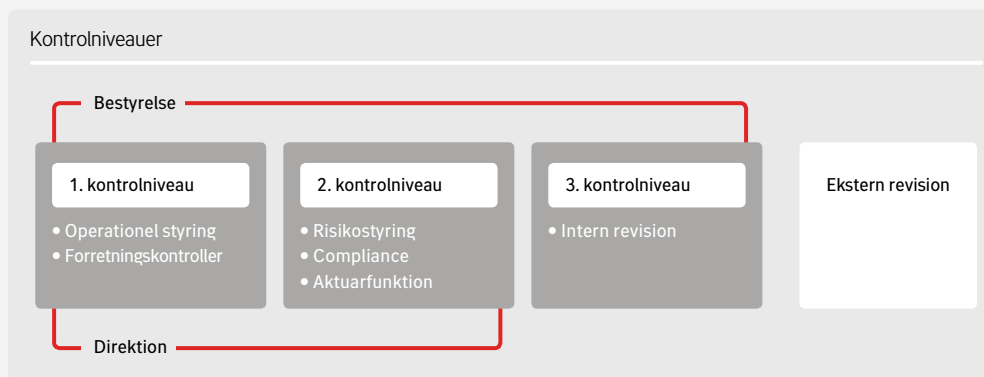 Kontrolniveauer
Bestyrelse
1. kontrolniveau
• Operationel styring
• Forretningskontroller
2. kontrolniveau
• Risikostyring
• Compliance
• Aktuarfunktion
3. kontrolniveau
• Intern revision
Ekstern revision
Direktion